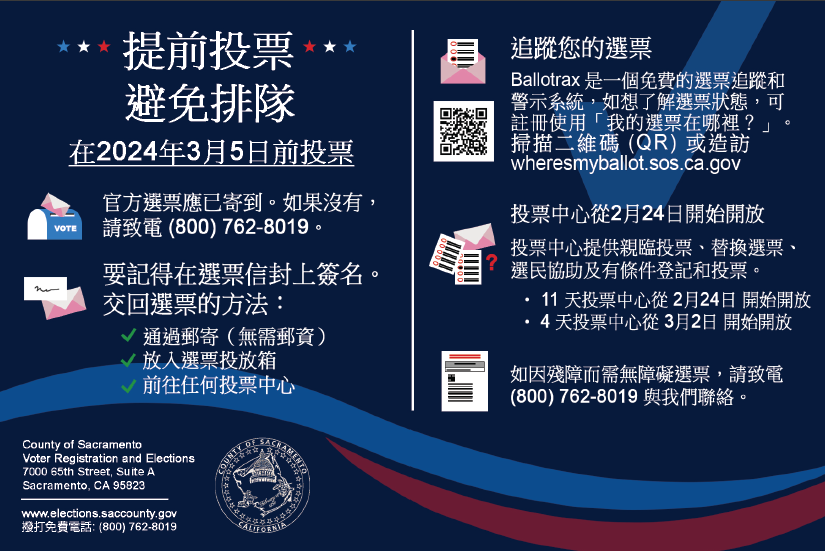 提前投票
避免排隊
在2024年3月5日前投票
VOTE
官方選票應已寄到。如果沒有，
請致電 (800) 762-8019。
要記得在選票信封上簽名。
交回選票的方法：
通過郵寄（無需郵資）
放入選票投放箱
前往任何投票中心
County of Sacramento
Voter Registration and Elections
7000 65th Street, Suite A
Sacramento, CA 95823
www.elections.saccounty.gov
撥打免費電話: (800) 762-8019
COUNTY OF SACRAMENTO
CALIFORNIA
追蹤您的選票
Ballotrax 是一個免費的選票追蹤和
警示系統，如想了解選票狀態，可
註冊使用「我的選票在哪裡？」。
掃描二維碼 (QR) 或造訪
wheresmyballot.sos.ca.gov
投票中心從2月24日開始開放
?
投票中心提供親臨投票、替換選票、
選民協助及有條件登記和投票。
· 11 天投票中心從 2月24日 開始開放
· 4 天投票中心從 3月2日 開始開放
如因殘障而需無障礙選票，請致電
(800) 762-8019 與我們聯絡。